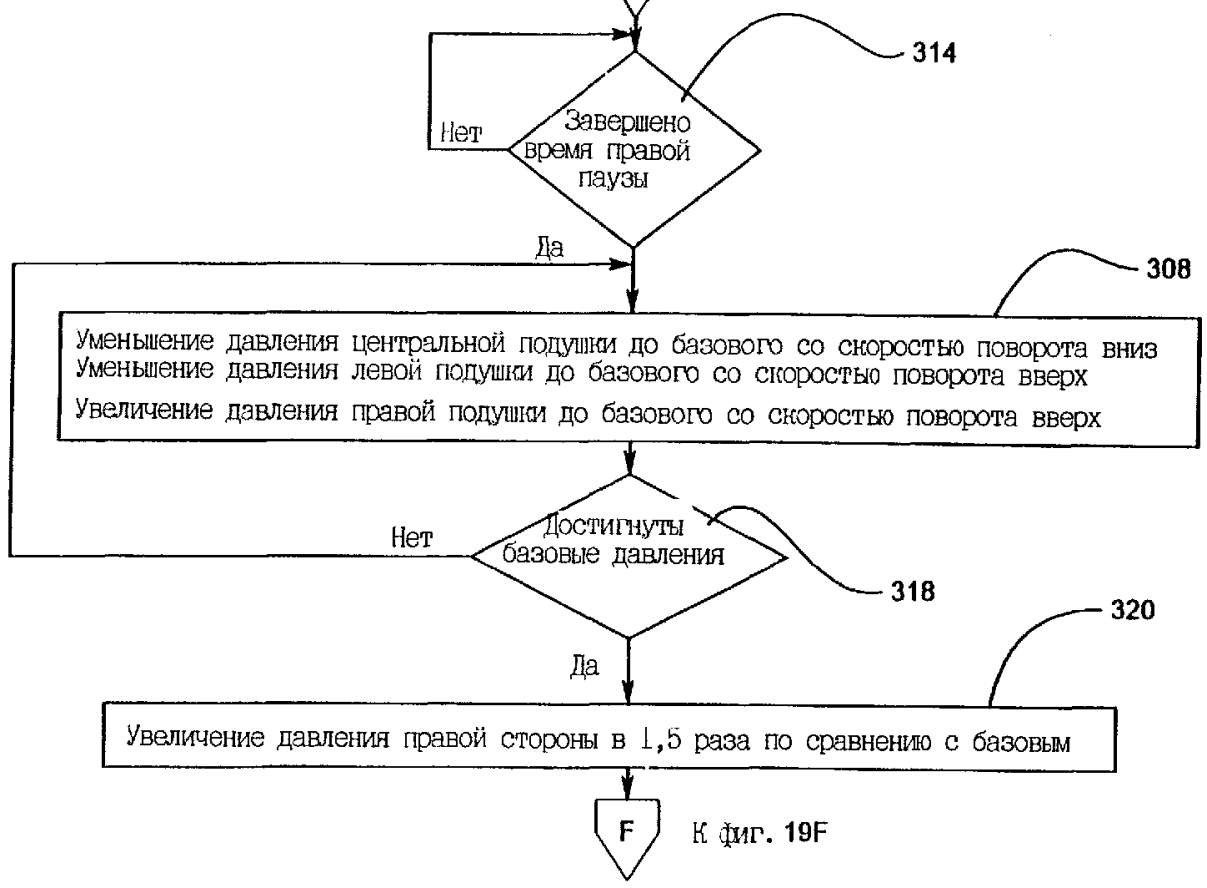 314
Завершено
время правой
паузы
Нет
Да
308
Уменьшение давления центральной подушки до базового со скоростью поворота вниз
Уменьшение давления левой подушки до базового со скоростью поворота вверх
Увеличение давления правой подушки до базового со скоростью поворота вверх
Достигнуты
базовые давления
Нет
318
320
Да
Увеличение давления правой стороны в 1,5 раза по сравнению с базовым
F
К фиг. 19F